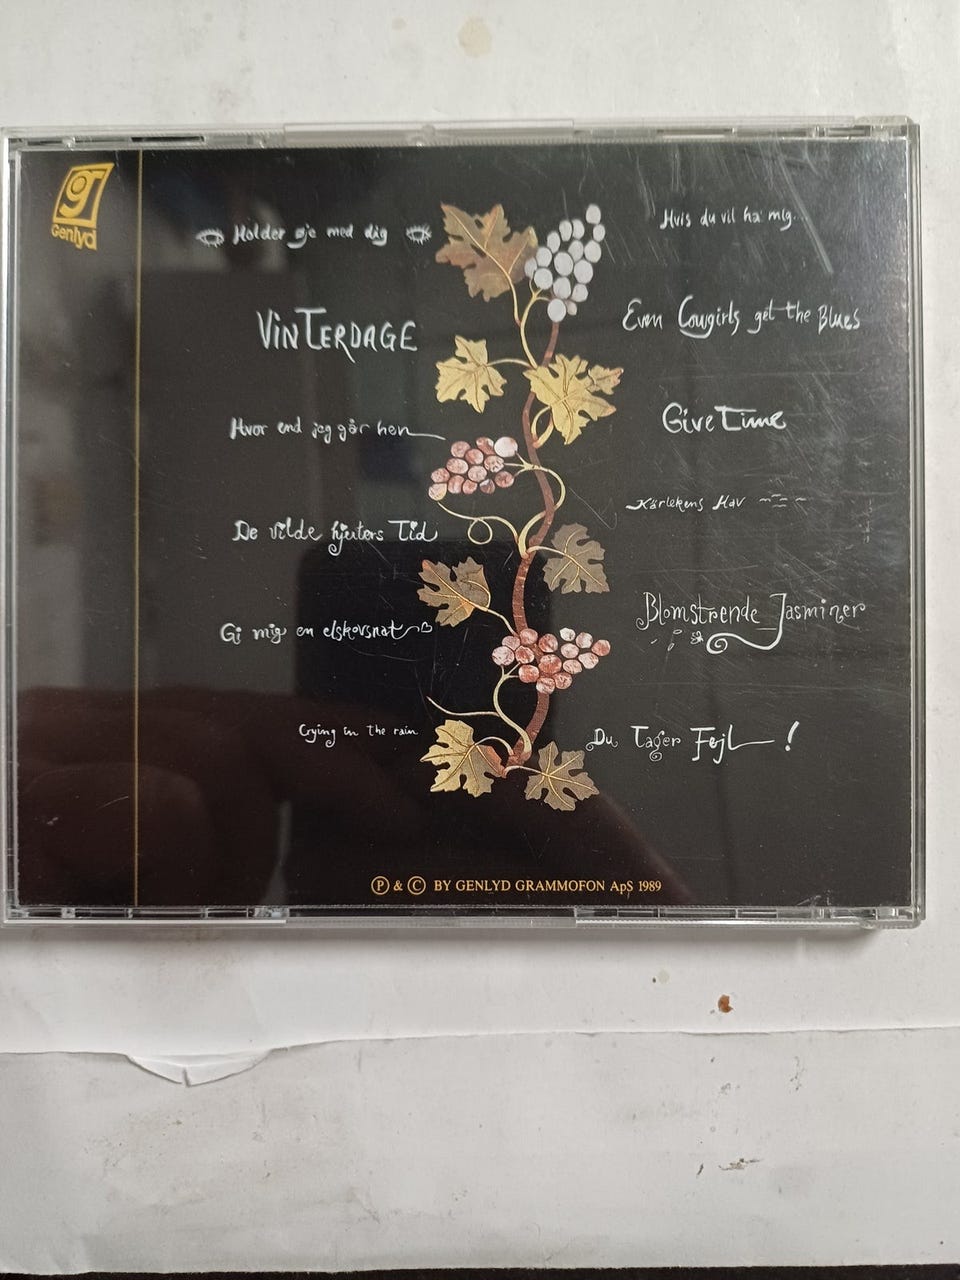 Genlyd
Holder øje med dig
VinTERDAGE
Hvor end jeg går hen
De vilde hjerters Tid
Gi mig en elskovsnat
Crying in the rain
Hvis du vil ha' mig...
Even Cowgirls get the Blues
Give Time
Kärlekens Hav
Blomstrende Jasminer
Du Tager Fejl !
Ⓟ & Ⓒ BY GENLYD GRAMMOFON ApS 1989